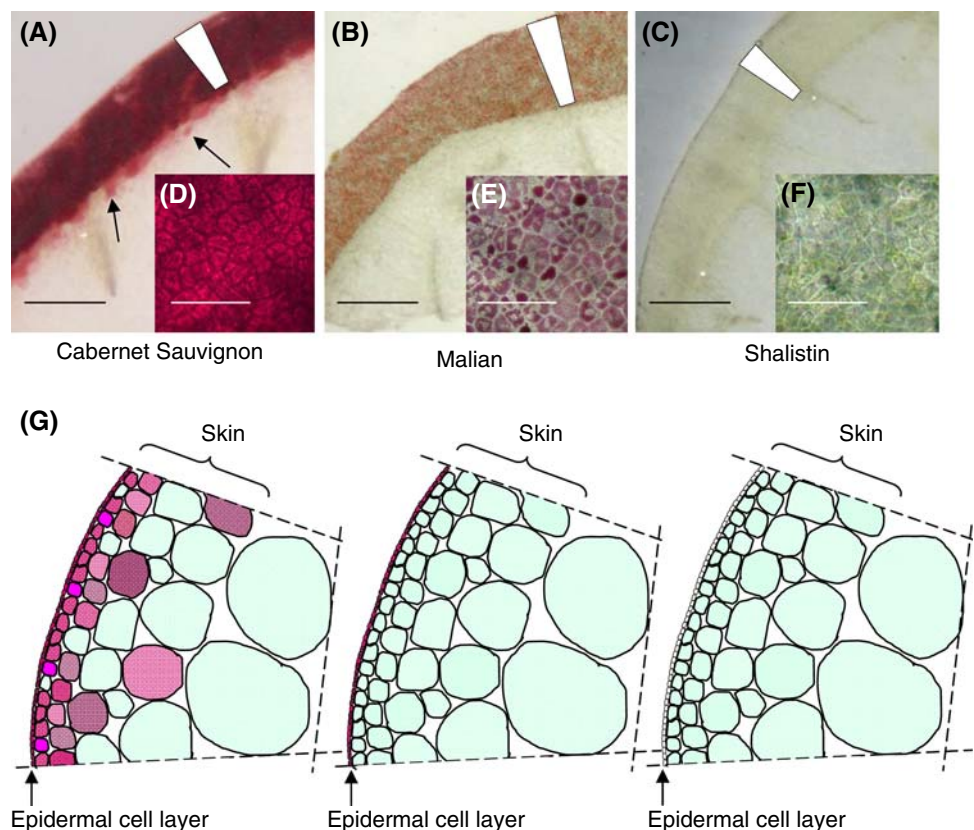 (A)
(B)
(C)
(D)
(E)
(F)
Cabernet Sauvignon
Malian
Shalistin
(G)
Skin
Skin
Skin
Epidermal cell layer
Epidermal cell layer
Epidermal cell layer